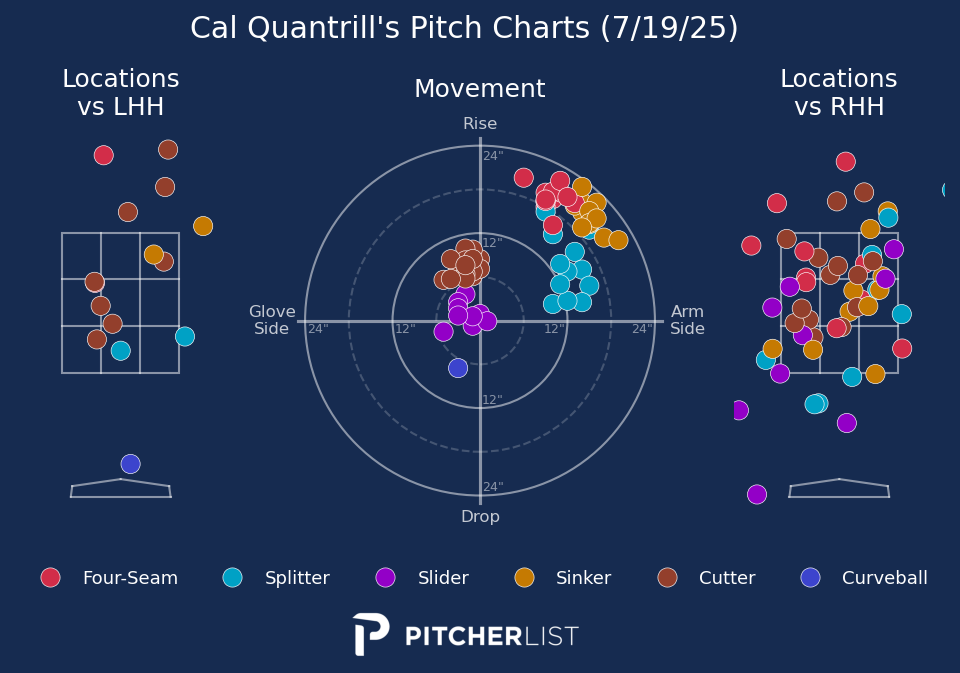 Cal Quantrill's Pitch Charts (7/19/25)
Locations
vs LHH
Movement
Locations
vs RHH
Rise
24"
12"
Glove
Side
24"
12"
12"
24"
Arm
Side
12"
24"
Drop
Four-Seam
Splitter
Slider
Sinker
Cutter
Curveball
PITCHERLIST